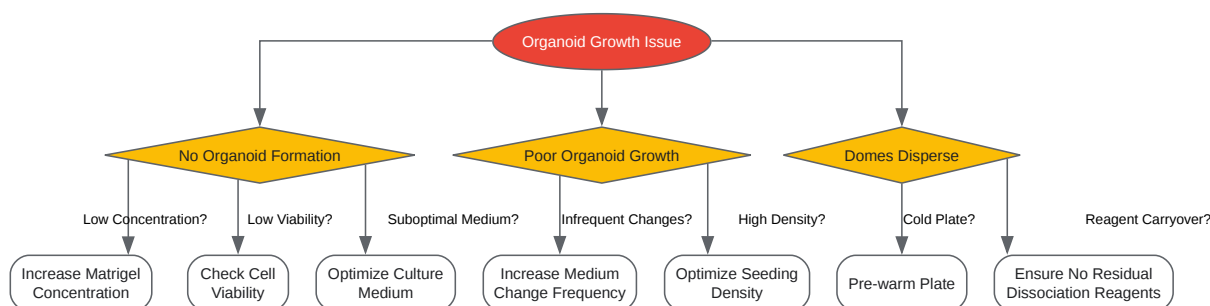 Organoid Growth Issue
No Organoid Formation
Poor Organoid Growth
Domes Disperse
Low Concentration?
Low Viability?
Suboptimal Medium?
Infrequent Changes?
High Density?
Cold Plate?
Reagent Carryover?
Increase Matrigel
Concentration
Check Cell
Viability
Optimize Culture
Medium
Increase Medium
Change Frequency
Optimize Seeding
Density
Pre-warm Plate
Ensure No Residual
Dissociation Reagents